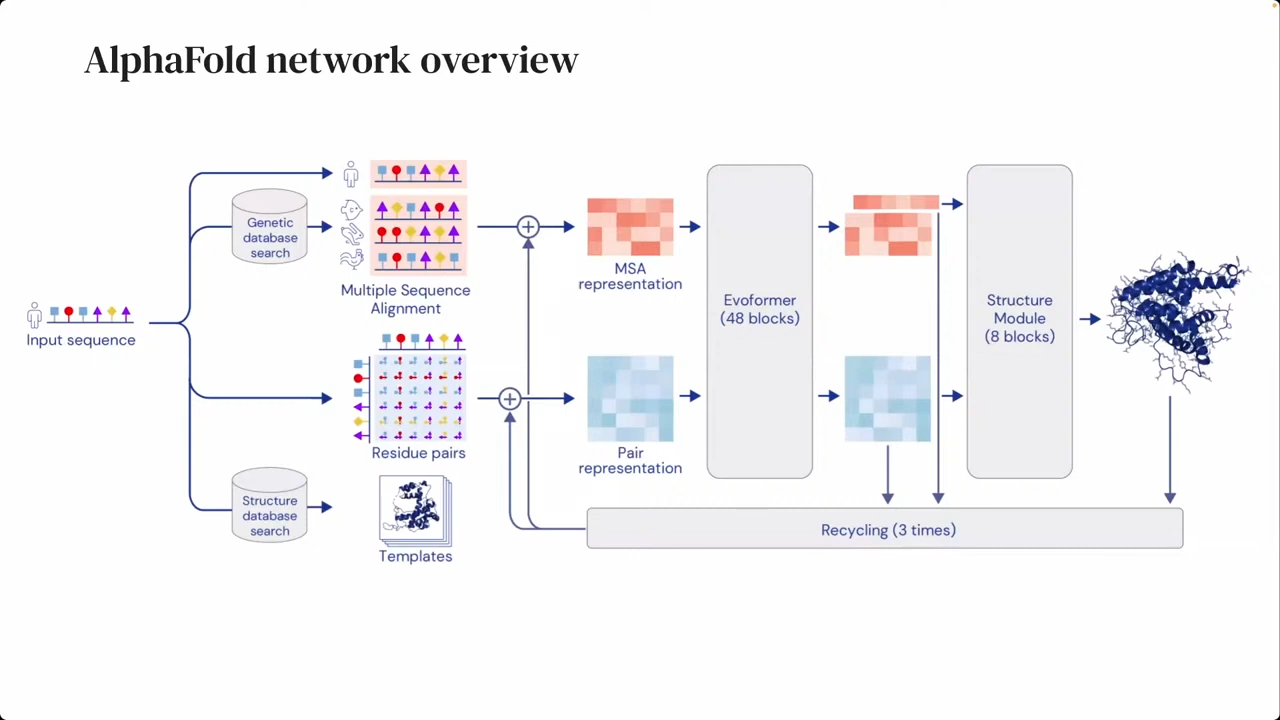 AlphaFold network overview
Input sequence
Genetic
database
search
Multiple Sequence
Alignment
Residue pairs
Structure
database
search
Templates
MSA
representation
Pair
representation
Evoformer
(48 blocks)
Structure
Module
(8 blocks)
Recycling (3 times)